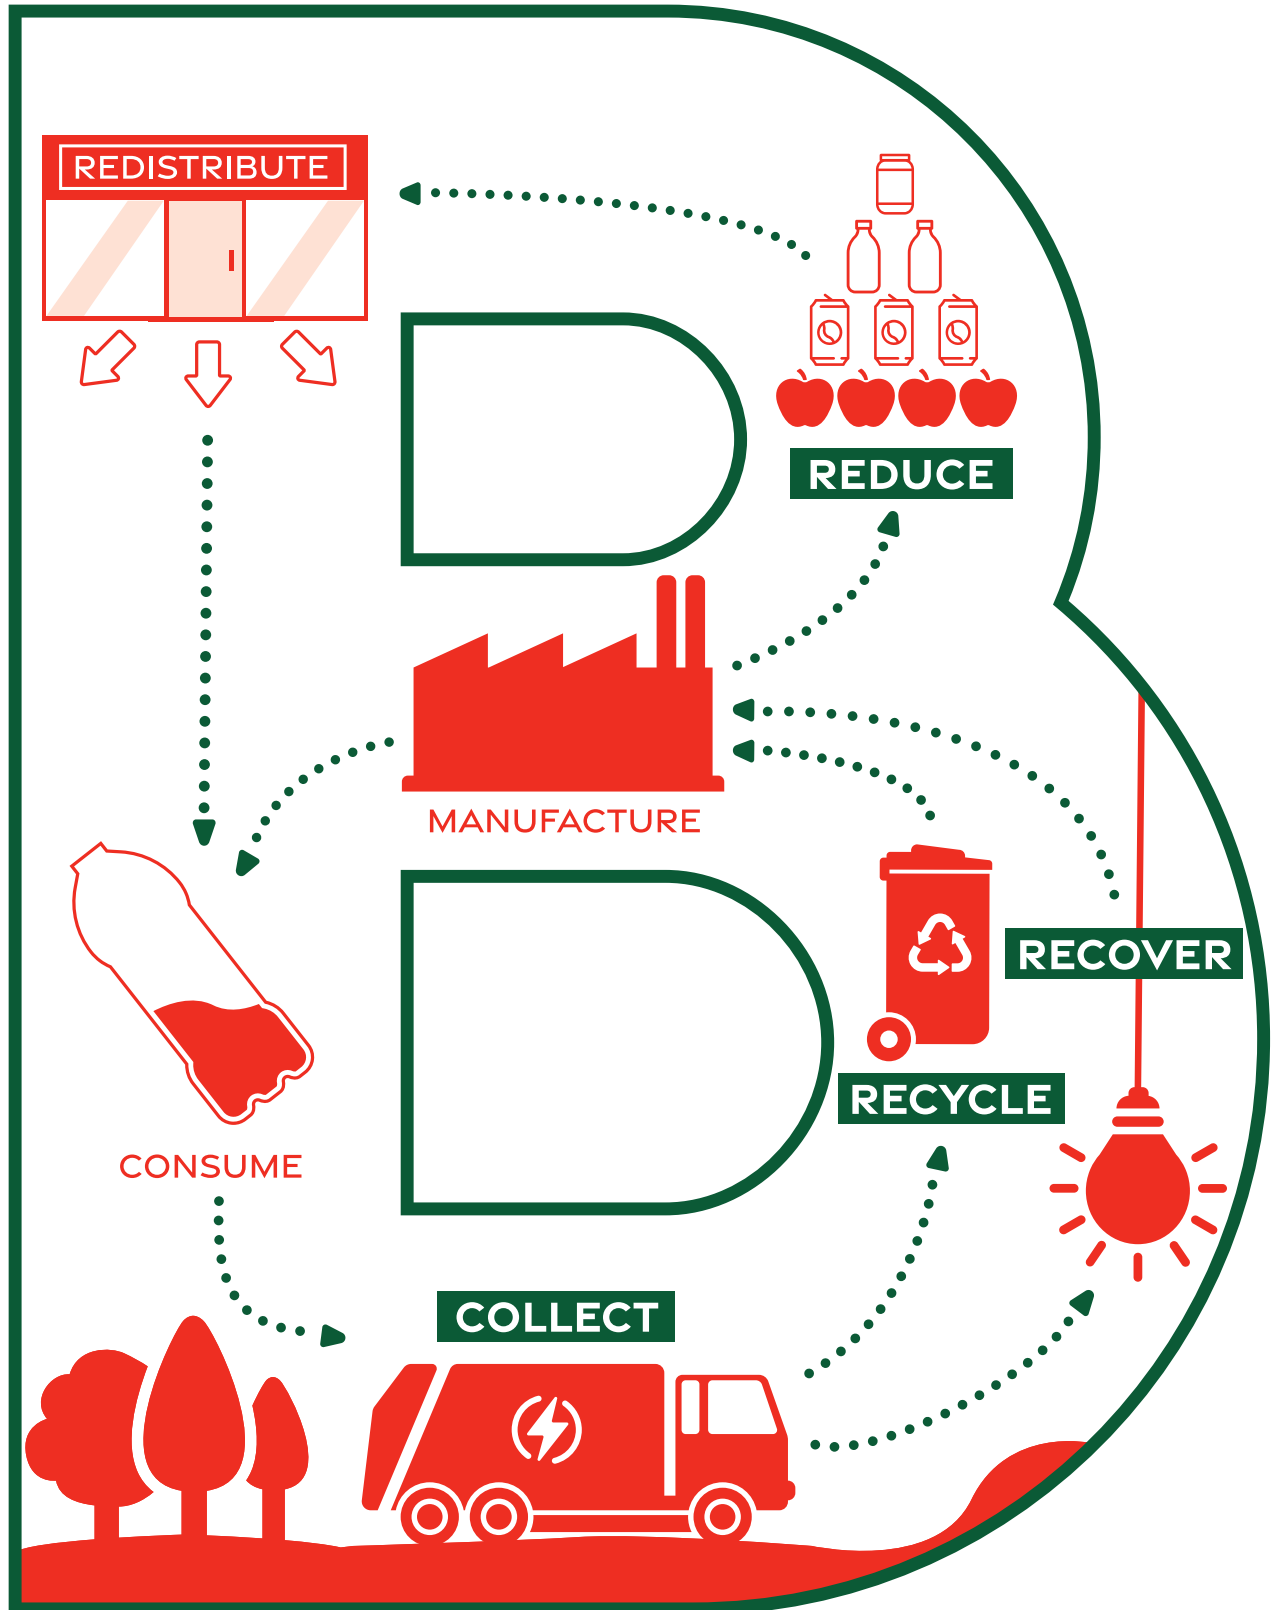 REDISTRIBUTE
REDUCE
MANUFACTURE
RECOVER
RECYCLE
CONSUME
COLLECT